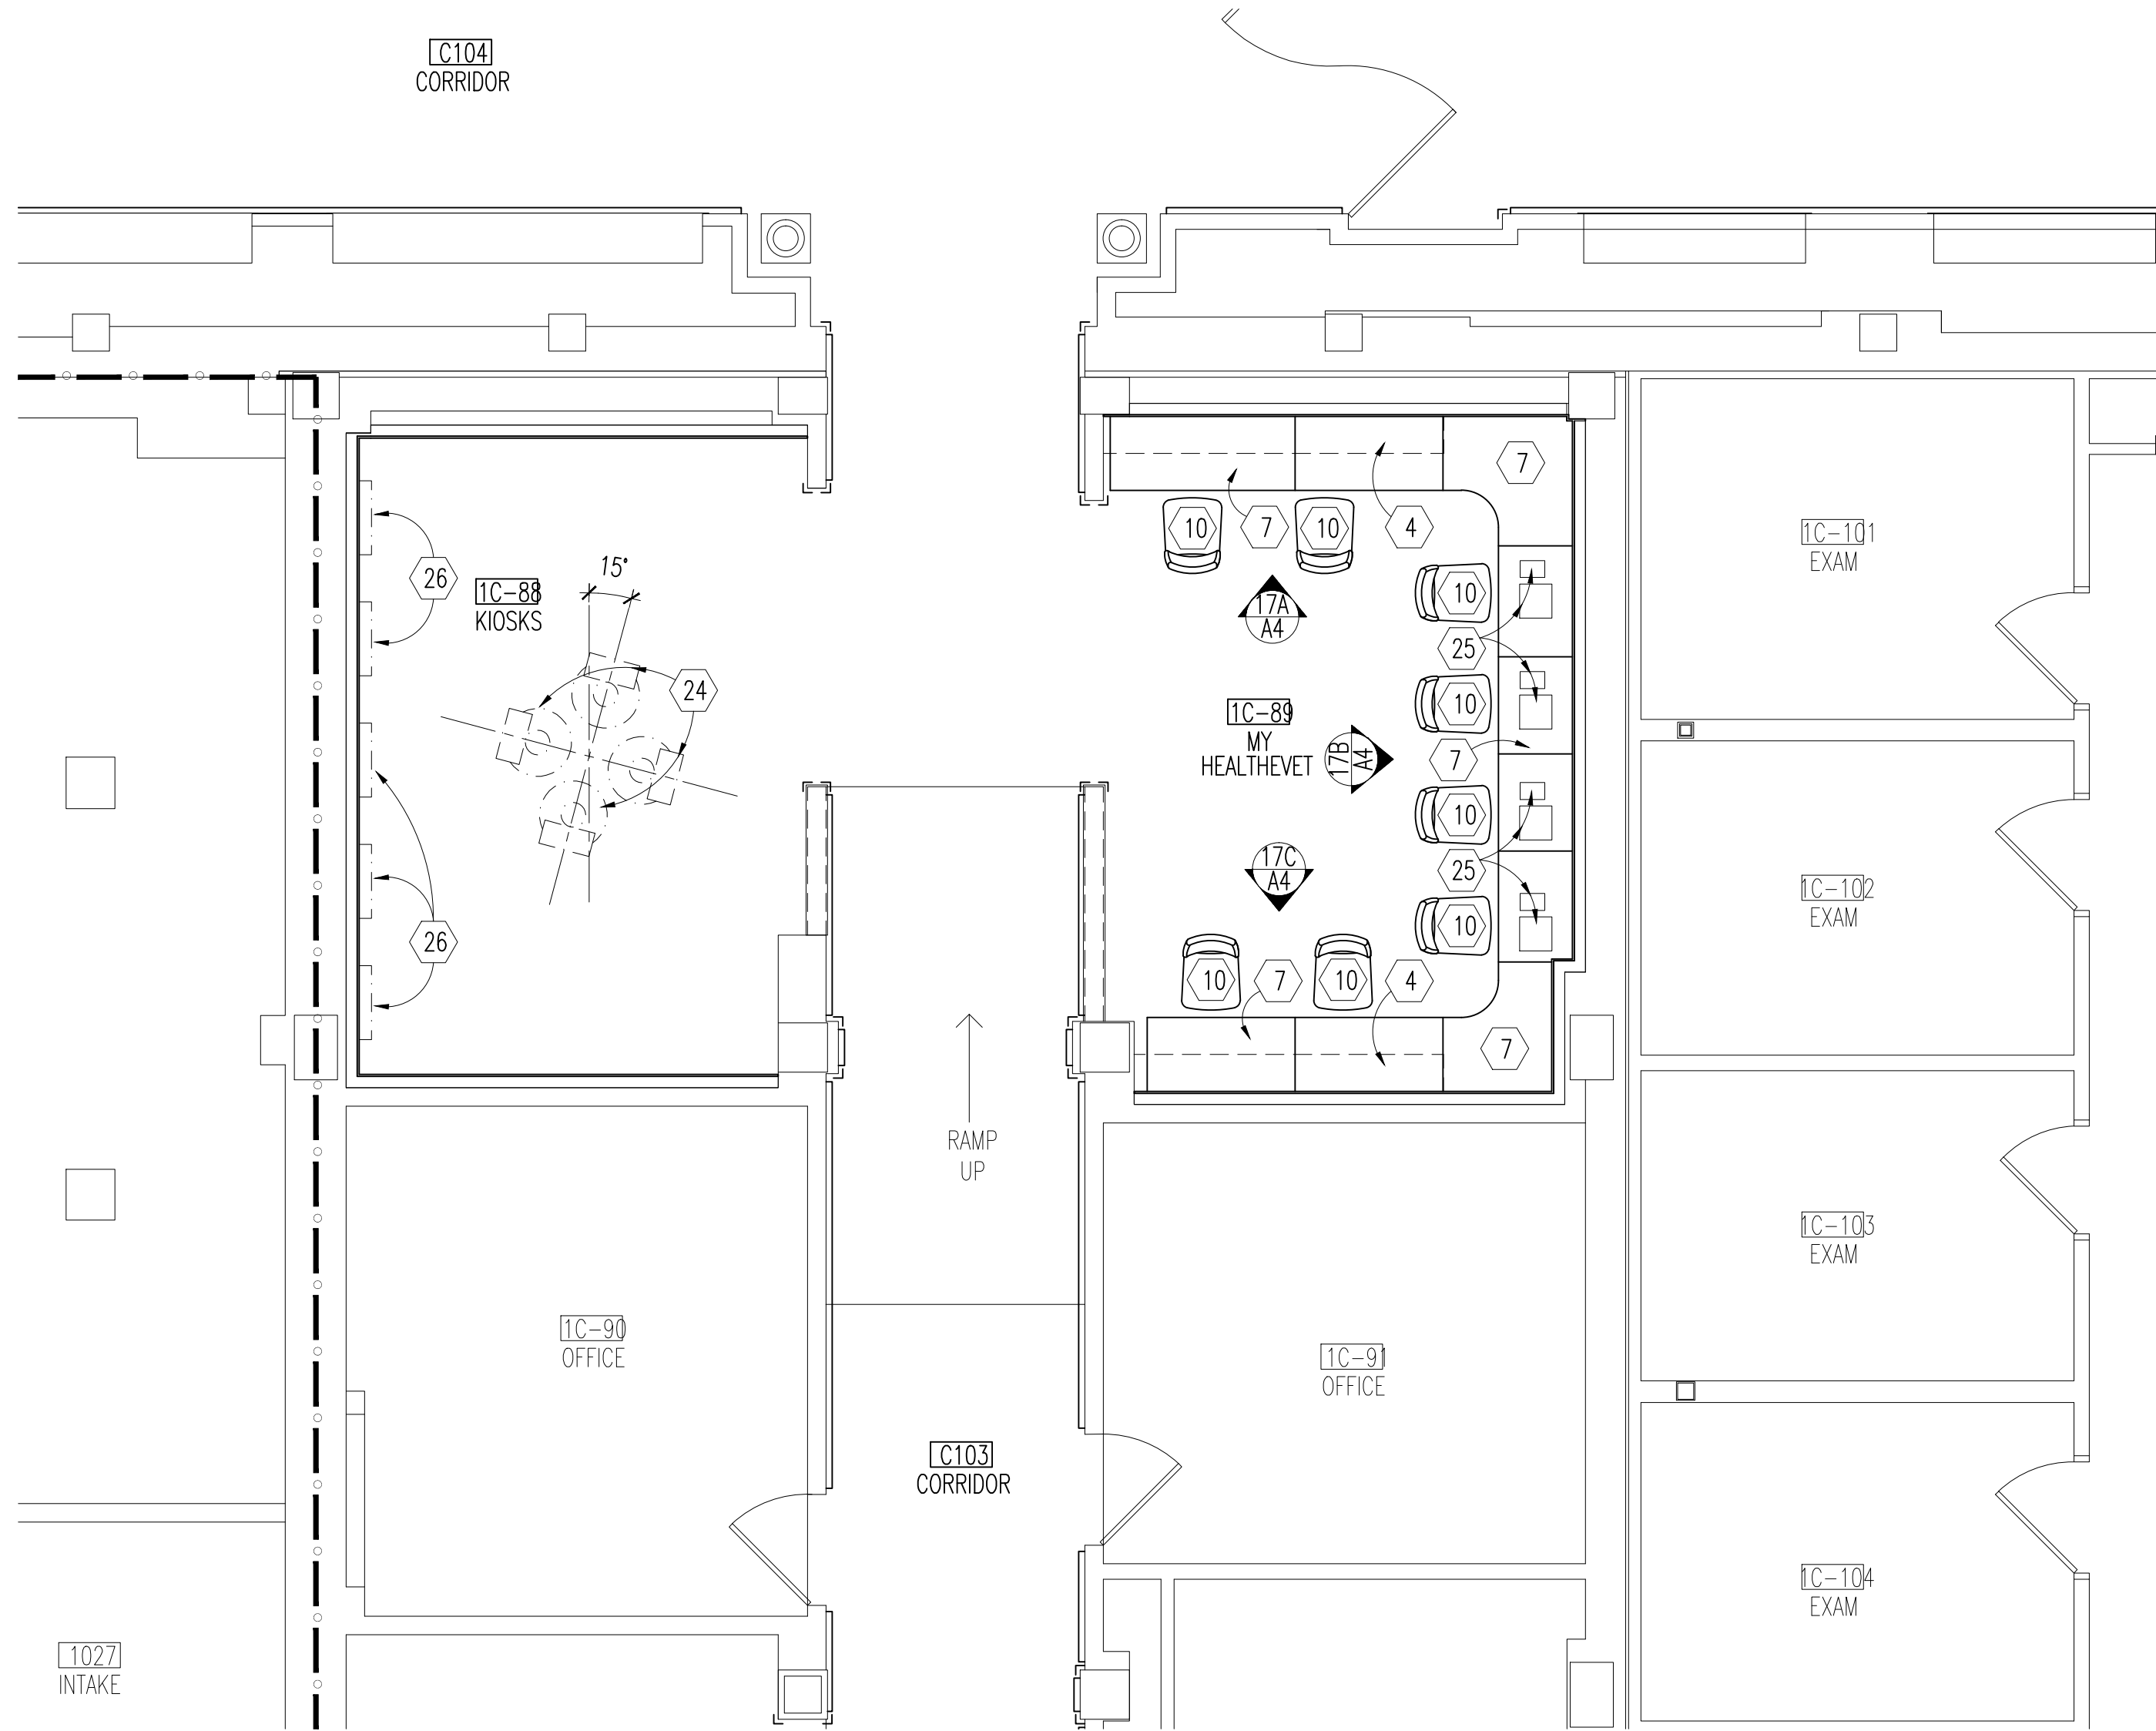 C104
CORRIDOR
7
10
7
10
4
1C-101
EXAM
26
1C-88
KIOSKS
15°
10
17A
A4
25
24
10
1C-89
MY
HEALTHEVET
17B
A4
7
10
17C
A4
25
1C-102
EXAM
26
10
10
7
10
4
7
RAMP
UP
1C-103
EXAM
1C-90
OFFICE
1C-91
OFFICE
C103
CORRIDOR
1C-104
EXAM
1027
INTAKE